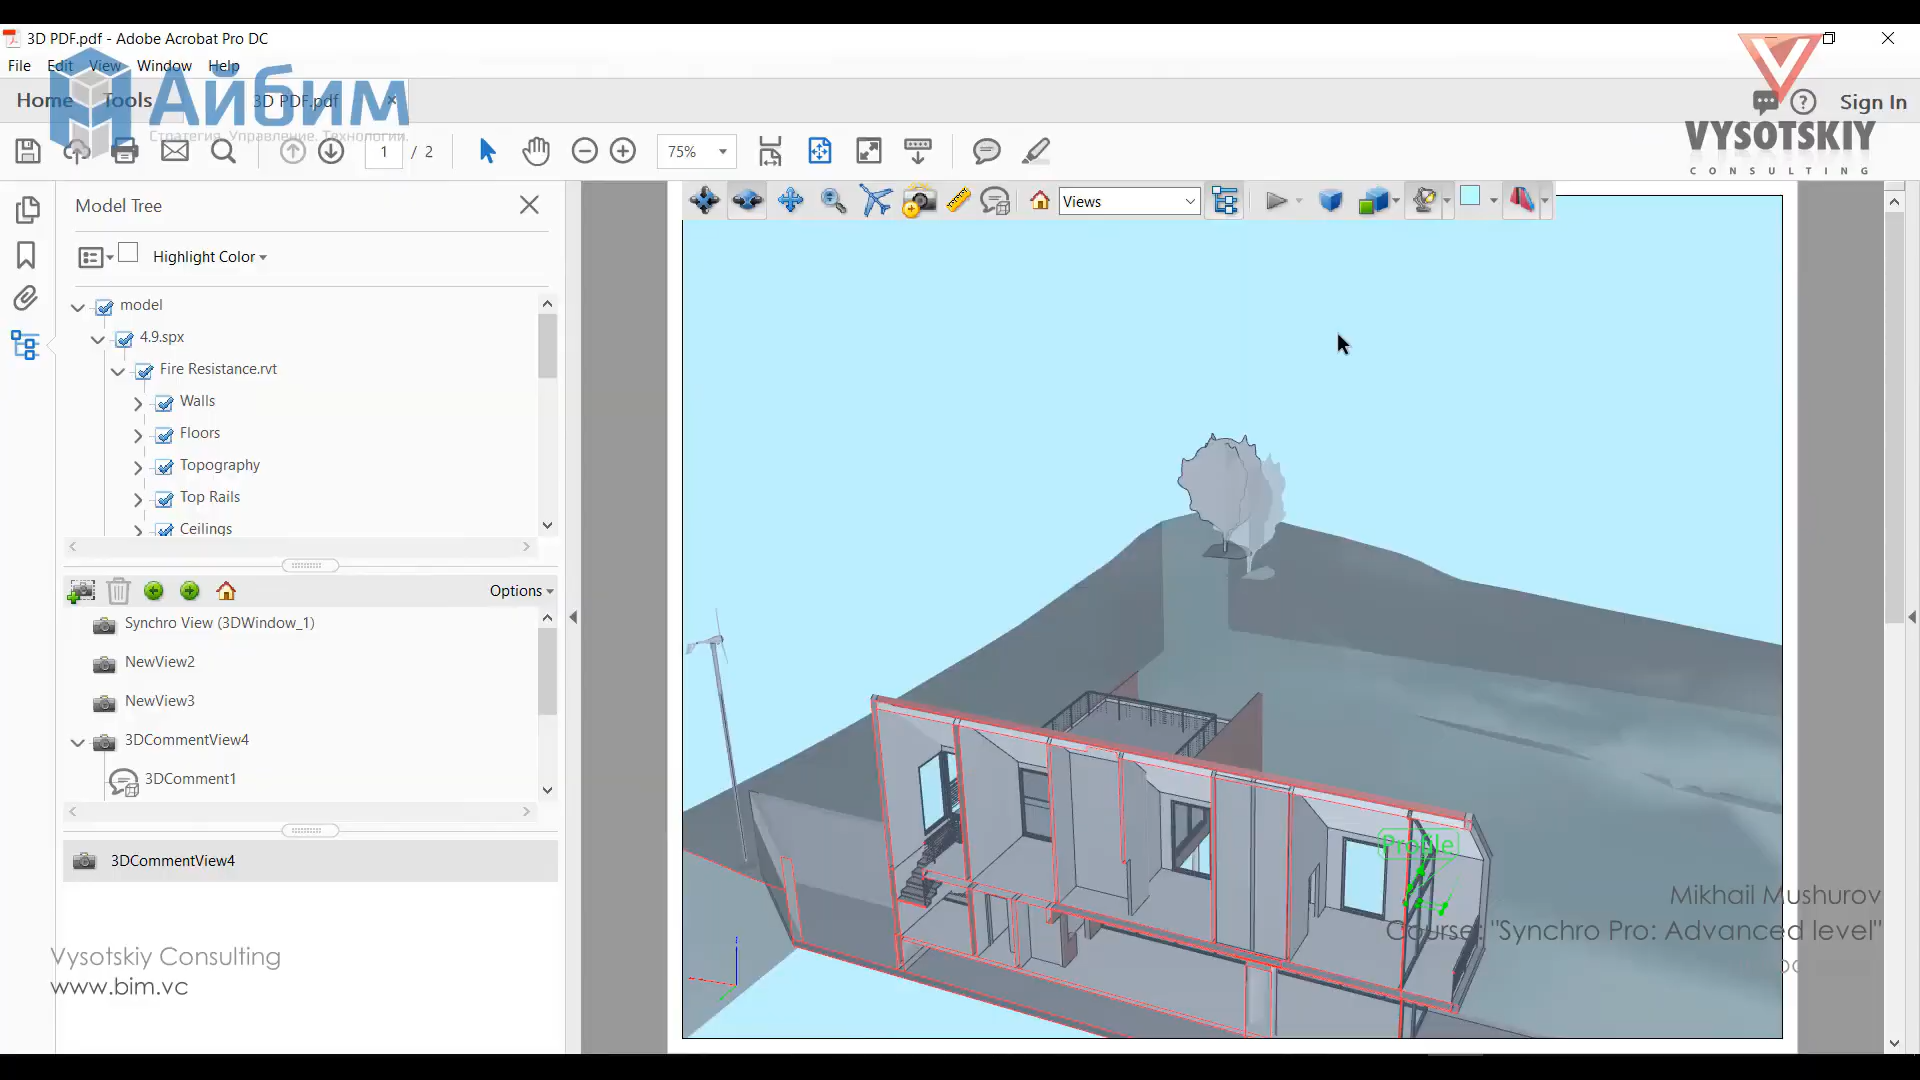 3D PDF.pdf - Adobe Acrobat Pro DC
File Edit View Window Help
Home Tools 3D PDF.pdf
Айбим
Стратегия. Управление. Технологии.
Sign In
VYSOTSKIY
CONSULTING
1 / 2
75%
Model Tree
Views
Highlight Color
model
4.9.spx
Fire Resistance.rvt
Walls
Floors
Topography
Top Rails
Ceilings
Options
Synchro View (3DWindow_1)
NewView2
NewView3
3DCommentView4
3DComment1
3DCommentView4
Profile
Mikhail Mushurov
Course: "Synchro Pro: Advanced level"
Vysotskiy Consulting
www.bim.vc